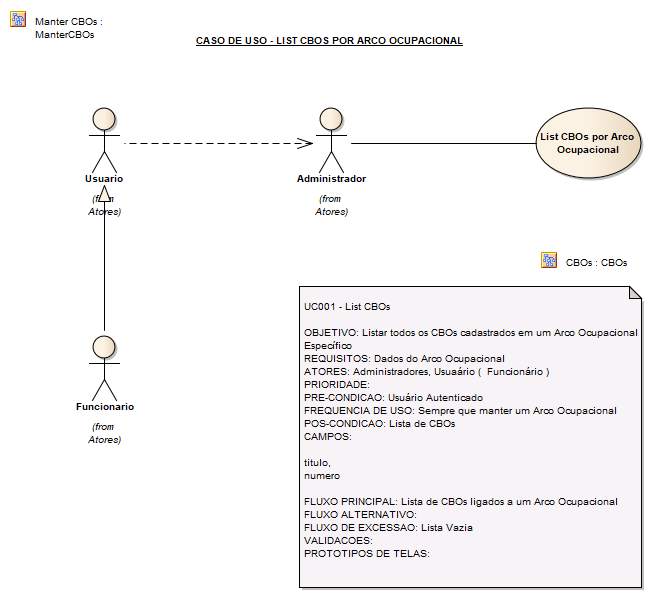 Manter CBOs :
ManterCBOs
CASO DE USO - LIST CBOS POR ARCO OCUPACIONAL
List CBOs por Arco
Ocupacional
Usuario
(from
Atores)
Administrador
(from
Atores)
CBOs : CBOs
UC001 - List CBOs
OBJETIVO: Listar todos os CBOs cadastrados em um Arco Ocupacional
Específico
REQUISITOS: Dados do Arco Ocupacional
ATORES: Administradores, Usuaário (  Funcionário )
PRIORIDADE:
PRE-CONDICAO: Usuário Autenticado
FREQUENCIA DE USO: Sempre que manter um Arco Ocupacional
POS-CONDICAO: Lista de CBOs
CAMPOS:
titulo,
numero
FLUXO PRINCIPAL: Lista de CBOs ligados a um Arco Ocupacional
FLUXO ALTERNATIVO:
FLUXO DE EXCESSAO: Lista Vazia
VALIDACOES:
PROTOTIPOS DE TELAS:
Funcionario
(from
Atores)